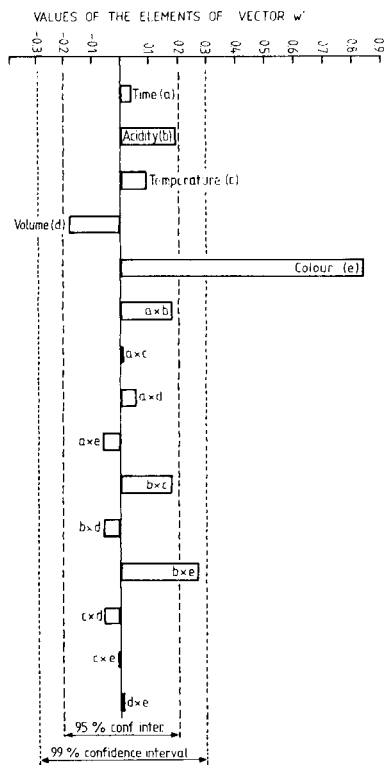 VALUES OF THE ELEMENTS OF VECTOR w'
-0.3 -0.2 -0.1 0 0.1 0.2 0.3 0.4 0.5 0.6 0.7 0.8 0.9
Time (a)
Acidity (b)
Temperature (c)
Volume (d)
Colour (e)
a×b
a×c
a×d
a×e
b×c
b×d
b×e
c×d
c×e
d×e
95 % conf inter.
99 % confidence interval